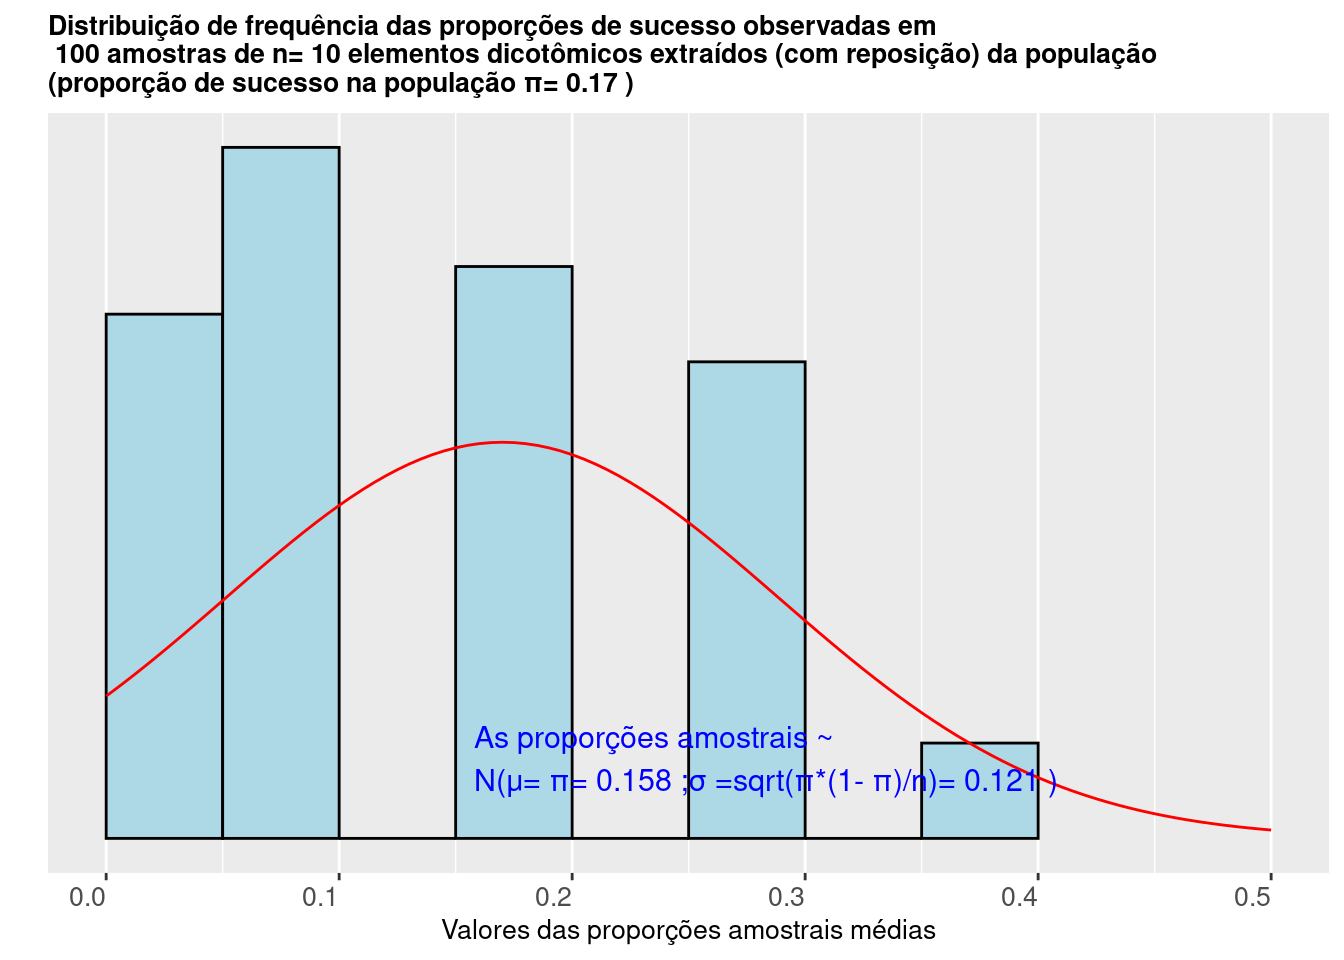 Distribuição de frequência das proporções de sucesso observadas em
100 amostras de n= 10 elementos dicotômicos extraídos (com reposição) da população
(proporção de sucesso na população π= 0.17 )
As proporções amostrais ~
N(μ= π= 0.158 ;σ =sqrt(π*(1- π)/n)= 0.121 )
0.0 0.1 0.2 0.3 0.4 0.5
Valores das proporções amostrais médias